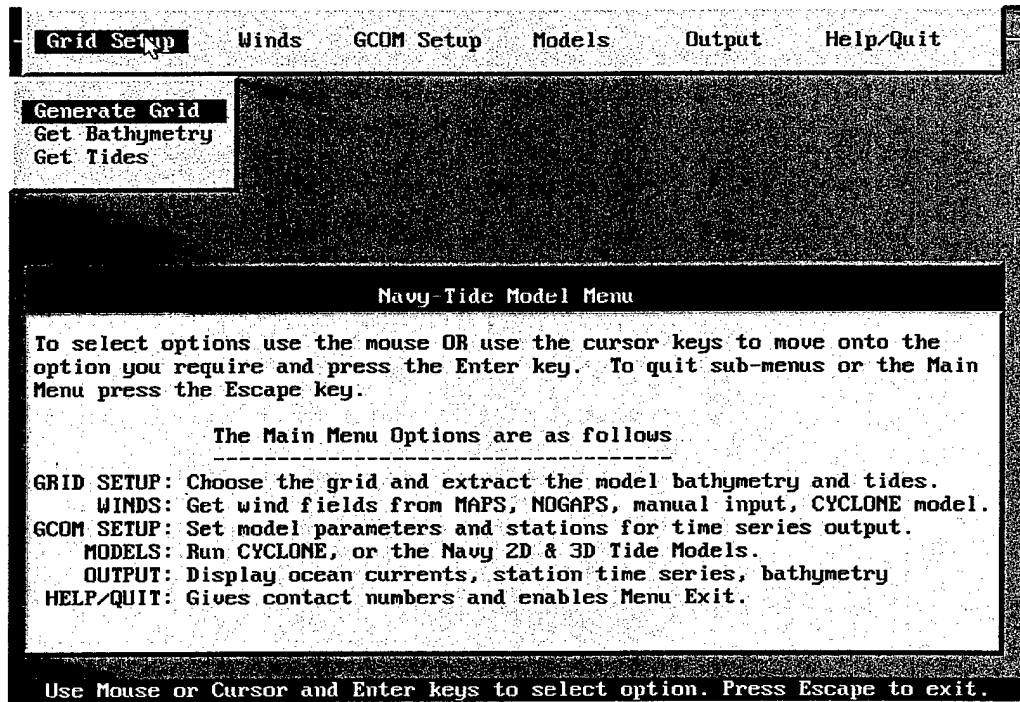 Grid Setup Winds GCOM Setup Models Output Help/Quit
Generate Grid
Get Bathymetry
Get Tides
Navy-Tide Model Menu
To select options use the mouse OR use the cursor keys to move onto the
option you require and press the Enter key. To quit sub-menus or the Main
Menu press the Escape key.
The Main Menu Options are as follows
------------------------------------
GRID SETUP: Choose the grid and extract the model bathymetry and tides.
WINDS: Get wind fields from MAPS, NOGAPS, manual input, CYCLONE model.
GCOM SETUP: Set model parameters and stations for time series output.
MODELS: Run CYCLONE, or the Navy 2D & 3D Tide Models.
OUTPUT: Display ocean currents, station time series, bathymetry
HELP/QUIT: Gives contact numbers and enables Menu Exit.
Use Mouse or Cursor and Enter keys to select option. Press Escape to exit.